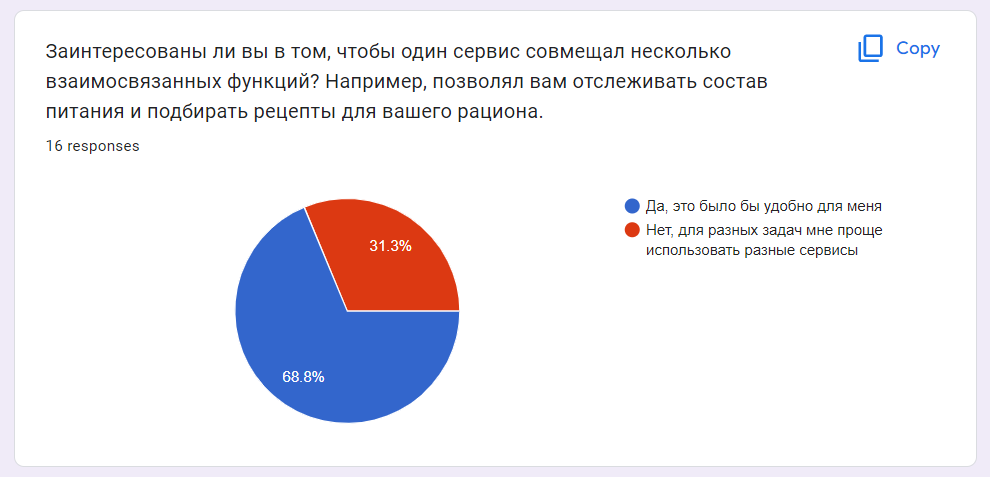 Заинтересованы ли вы в том, чтобы один сервис совмещал несколько
взаимосвязанных функций? Например, позволял вам отслеживать состав
питания и подбирать рецепты для вашего рациона.
Copy
16 responses
31.3%
68.8%
Да, это было бы удобно для меня
Нет, для разных задач мне проще
использовать разные сервисы